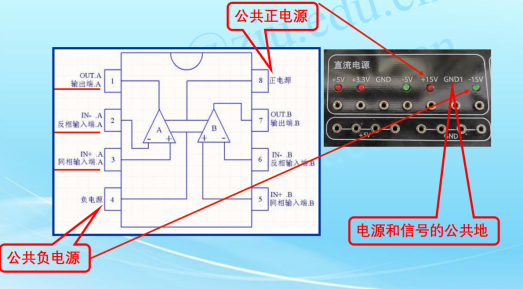 公共正电源
OUT.A
输出端.A
1
IN- .A
反相输入端.A
2
IN+ .A
同相输入端.A
3
负电源
4
A
B
8
正电源
7
OUT.B
输出端.B
6
IN- .B
反相输入端.B
5
IN+ .B
同相输入端.B
直流电源
+5V +3.3V GND -5V +15V GND1 -15V
+5V
GND
公共负电源
电源和信号的公共地